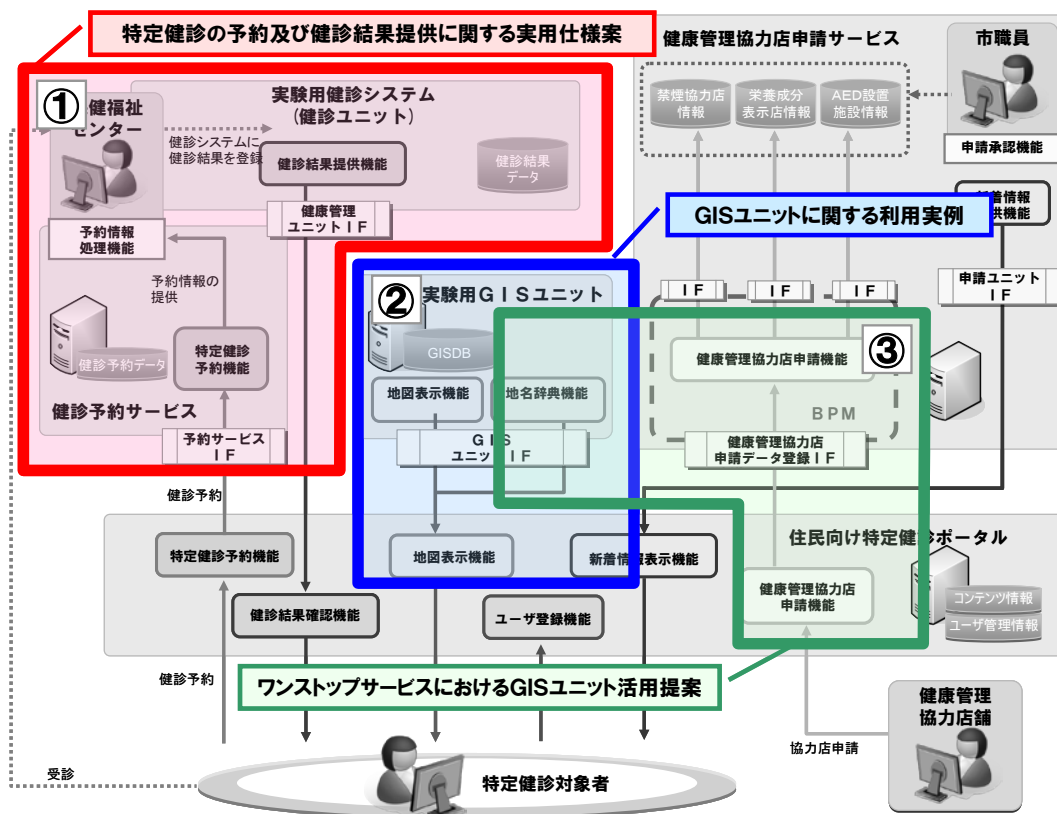 特定健診の予約及び健診結果提供に関する実用仕様案
健康管理協力店申請サービス
市職員
①
健福祉
センター
実験用健診システム
(健診ユニット)
禁煙協力店
情報
栄養成分
表示店情報
AED設置
施設情報
申請承認機能
健診システムに
健診結果を登録
健診結果提供機能
健診結果
データ
着情報
供機能
健康管理
ユニットIF
GISユニットに関する利用実例
予約情報
処理機能
予約情報の
提供
②
実験用GISユニット
IF
IF
IF
申請ユニット
IF
GISDB
特定健診
予約機能
健診予約データ
健康管理協力店申請機能
③
地図表示機能
地名辞典機能
健診予約サービス
BPM
予約サービス
IF
GIS
ユニットIF
健康管理協力店
申請データ登録IF
健診予約
住民向け特定健診ポータル
特定健診予約機能
地図表示機能
新着情報表示機能
健康管理協力店
申請機能
コンテンツ情報
ユーザ管理情報
健診結果確認機能
ユーザ登録機能
健診予約
ワンストップサービスにおけるGISユニット活用提案
健康管理
協力店舗
協力店申請
受診
特定健診対象者